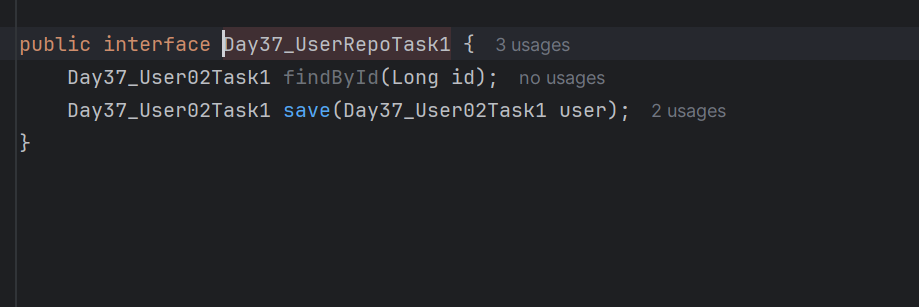 public interface Day37_UserRepoTask1 { 3 usages
Day37_User02Task1 findById(Long id); no usages
Day37_User02Task1 save(Day37_User02Task1 user); 2 usages
}